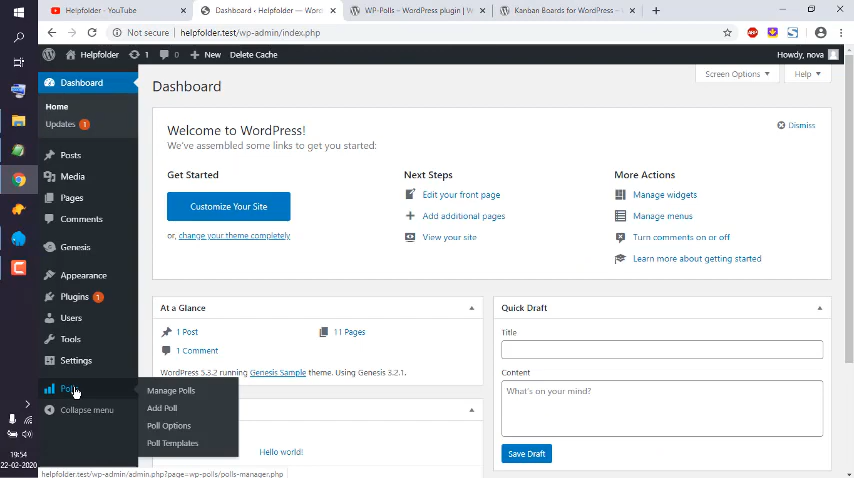 Helpfolder - YouTube
Dashboard ‹ Helpfolder — Wor
WP-Polls – WordPress plugin | W
Kanban Boards for WordPress –
Not secure | helpfolder.test/wp-admin/index.php
Helpfolder 1 0 New Delete Cache
Howdy, nova
Dashboard
Home
Updates 1
Posts
Media
Pages
Comments
Genesis
Appearance
Plugins 1
Users
Tools
Settings
Polls
Collapse menu
Manage Polls
Add Poll
Poll Options
Poll Templates
Dashboard
Screen Options
Help
Welcome to WordPress!
We've assembled some links to get you started:
Dismiss
Get Started
Customize Your Site
or, change your theme completely
Next Steps
Edit your front page
Add additional pages
View your site
More Actions
Manage widgets
Manage menus
Turn comments on or off
Learn more about getting started
At a Glance
1 Post
11 Pages
1 Comment
WordPress 5.3.2 running Genesis Sample theme. Using Genesis 3.2.1.
Hello world!
Quick Draft
Title
Content
What's on your mind?
Save Draft
helpfolder.test/wp-admin/admin.php?page=wp-polls/polls-manager.php
19:54
22-02-2020